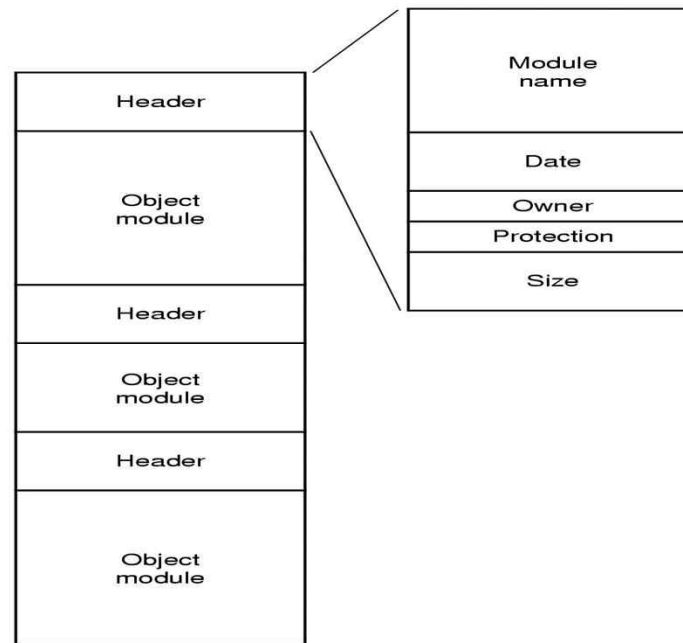 Header
Object
module
Header
Object
module
Header
Object
module
Module
name
Date
Owner
Protection
Size